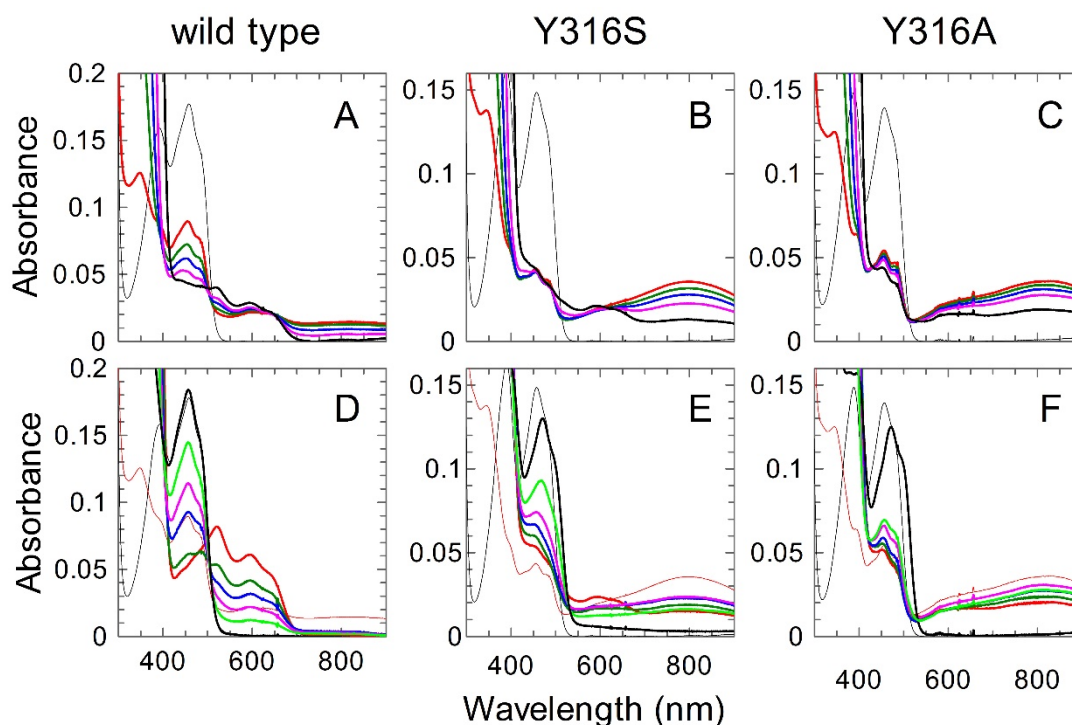 wild type Y316S Y316A
0.2 0.15 0.15
A B C
0.15
0.1 0.1
0.1
Absorbance
0.05 0.05
0.05
0 0 0
0.2
D E F
0.15 0.15 0.15
0.1 0.1 0.1
Absorbance
0.05 0.05 0.05
0 0 0
400 600 800 400 600 800 400 600 800
Wavelength (nm)